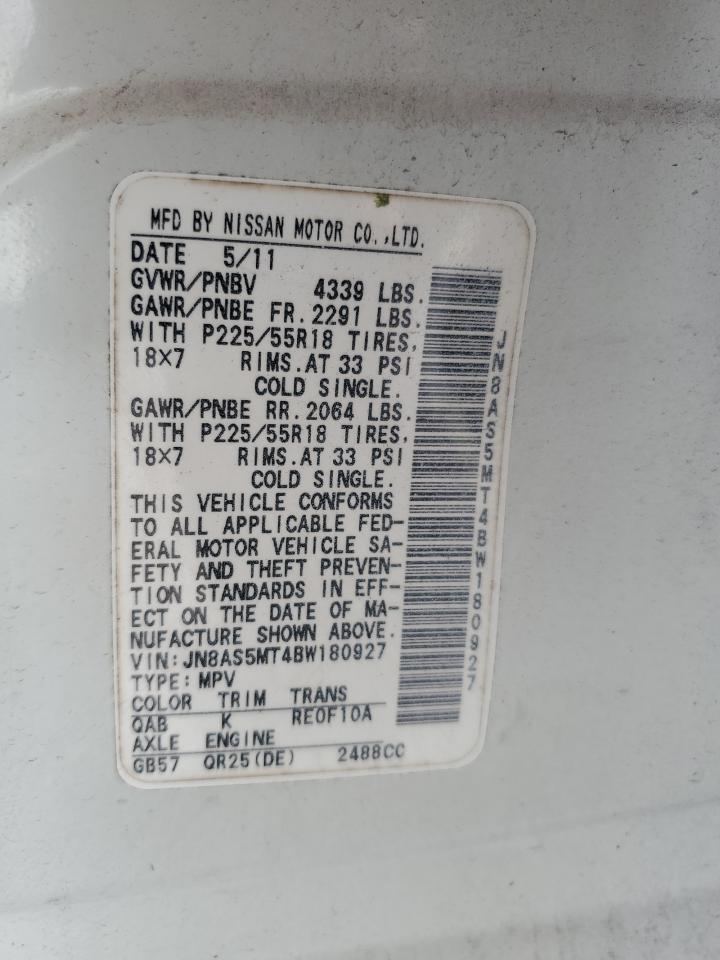 MFD BY NISSAN MOTOR CO.,LTD.
DATE 5/11
GVWR/PNBV 4339 LBS.
GAWR/PNBE FR.2291 LBS.
WITH P225/55R18 TIRES,
18X7 RIMS.AT 33 PSI
COLD SINGLE.
GAWR/PNBE RR.2064 LBS.
WITH P225/55R18 TIRES,
18X7 RIMS.AT 33 PSI
COLD SINGLE.
THIS VEHICLE CONFORMS
TO ALL APPLICABLE FED-
ERAL MOTOR VEHICLE SA-
FETY AND THEFT PREVEN-
TION STANDARDS IN EFF-
ECT ON THE DATE OF MA-
NUFACTURE SHOWN ABOVE.
VIN:JN8AS5MT4BW180927
TYPE:MPV
COLOR TRIM TRANS
QAB K RE0F10A
AXLE ENGINE
GB57 QR25(DE) 2488CC
JN8AS5MT4BW180927